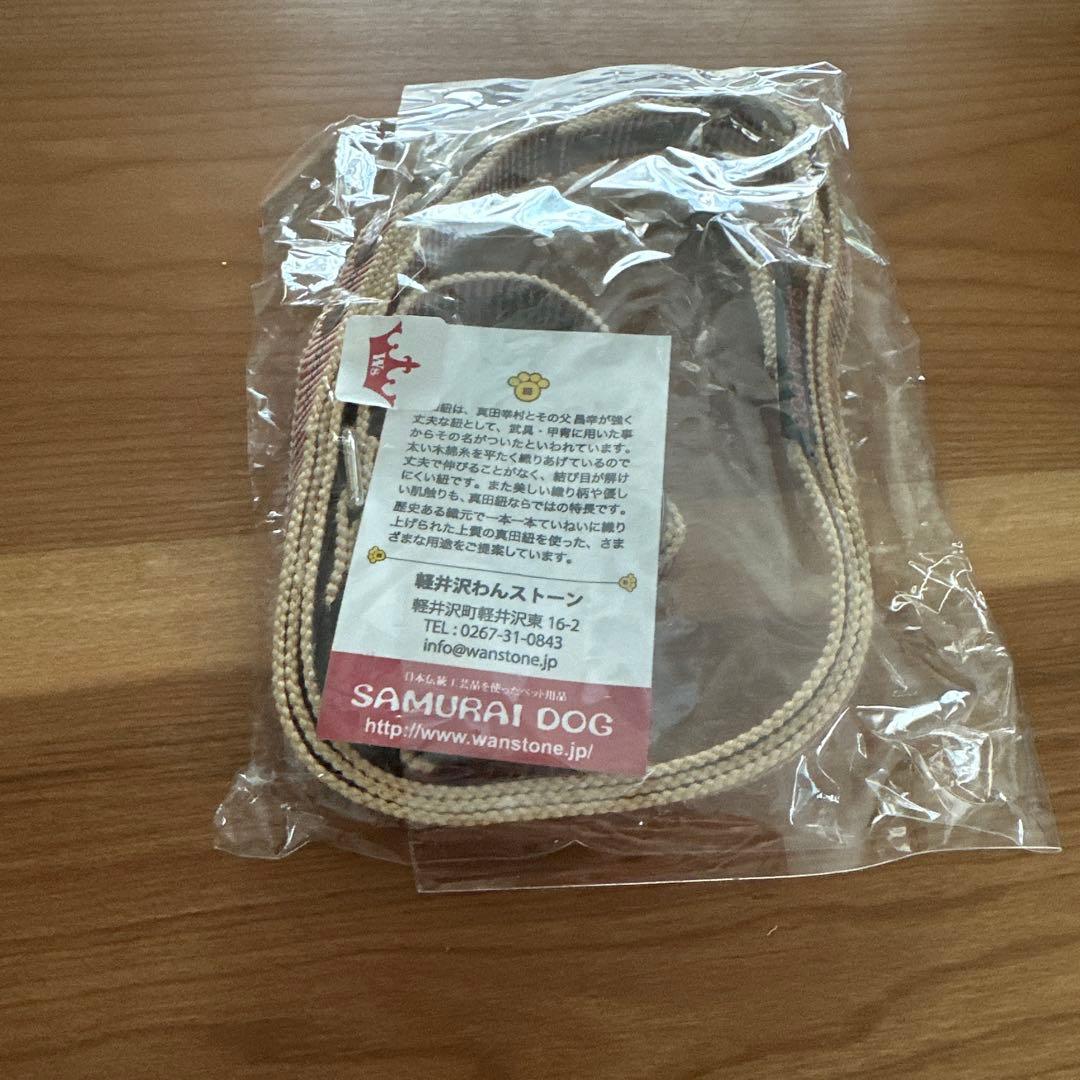 W's
田紐は、真田幸村とその父 昌幸が強く
丈夫な紐として、武具・甲冑に用いた事
からその名がついたといわれています。
太い木綿糸を平たく織りあげているので
丈夫で伸びることがなく、結び目が解け
にくい紐です。また美しい織り柄や優し
い肌触りも、真田紐ならではの特長です。
歴史ある織元で一本一本ていねいに織り
上げられた上質の真田紐を使った、さま
ざまな用途をご提案しています。
軽井沢わんストーン
軽井沢町軽井沢東 16-2
TEL : 0267-31-0843
info@wanstone.jp
日本伝統工芸品を使ったペット用品
SAMURAI DOG
http://www.wanstone.jp/